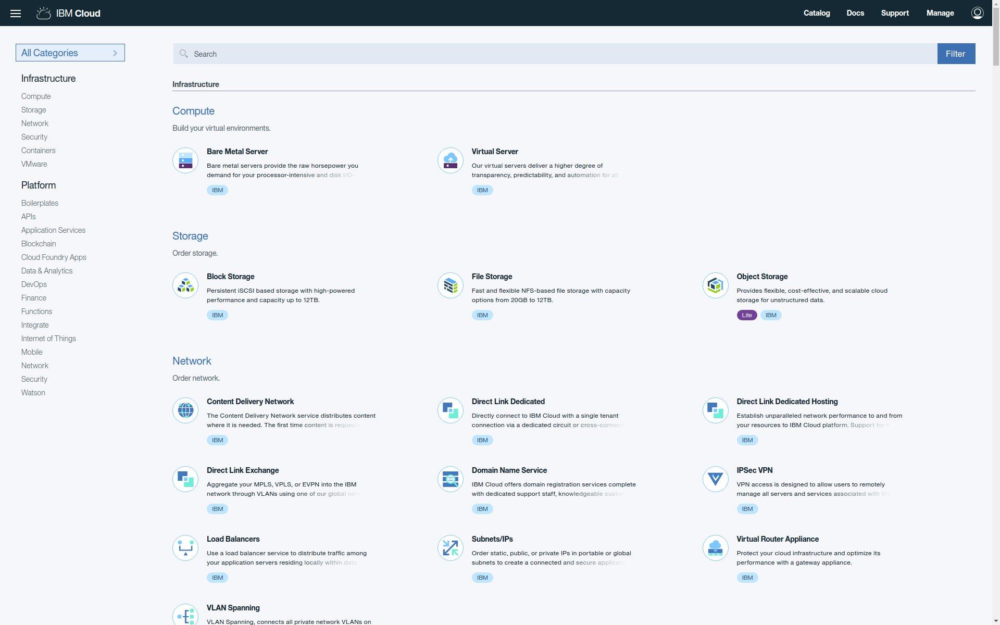 IBM Cloud
Catalog
Docs
Support
Manage
All Categories
Infrastructure
Compute
Storage
Network
Security
Containers
VMware
Platform
Boilerplates
APIs
Application Services
Blockchain
Cloud Foundry Apps
Data & Analytics
DevOps
Finance
Functions
Integrate
Internet of Things
Mobile
Network
Security
Watson
Search
Filter
Infrastructure
Compute
Build your virtual environments.
Bare Metal Server
Bare metal servers provide the raw horsepower you
demand for your processor-intensive and disk I/O-
IBM
Virtual Server
Our virtual servers deliver a higher degree of
transparency, predictability, and automation for all
IBM
Storage
Order storage.
Block Storage
Persistent iSCSI based storage with high-powered
performance and capacity up to 12TB.
IBM
File Storage
Fast and flexible NFS-based file storage with capacity
options from 20GB to 12TB.
IBM
Object Storage
Provides flexible, cost-effective, and scalable cloud
storage for unstructured data.
Lite
IBM
Network
Order network.
Content Delivery Network
The Content Delivery Network service distributes content
where it is needed. The first time content is
IBM
Direct Link Dedicated
Directly connect to IBM Cloud with a single tenant
connection via a dedicated circuit or cross-connect
IBM
Direct Link Dedicated Hosting
Establish unparalleled network performance to and from
your resources to IBM Cloud platform. Support for
IBM
Direct Link Exchange
Aggregate your MPLS, VPLS, or EVPN into the IBM
network through VLANs using one of our global
IBM
Domain Name Service
IBM Cloud offers domain registration services complete
with dedicated support staff, knowledgeable
IBM
IPSec VPN
VPN access is designed to allow users to remotely
manage all servers and services associated with
IBM
Load Balancers
Use a load balancer service to distribute traffic among
your application servers residing locally within data
IBM
Subnets/IPs
Order static, public, or private IPs in portable or global
subnets to create a connected and secure
IBM
Virtual Router Appliance
Protect your cloud infrastructure and optimize its
performance with a gateway appliance.
IBM
VLAN Spanning
VLAN Spanning, connects all private network VLANs on